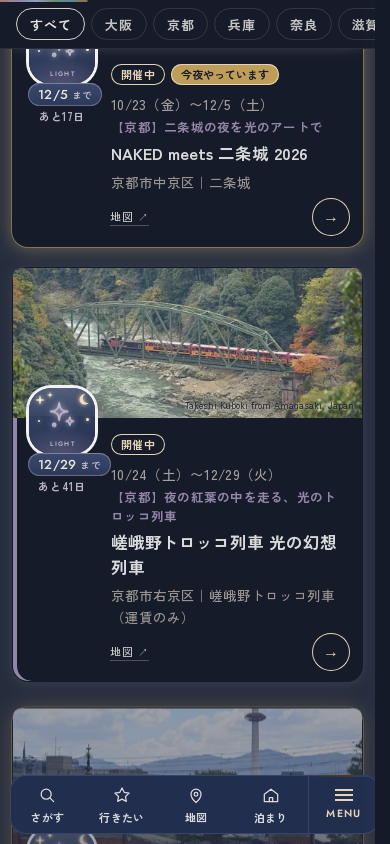 すべて
大阪
京都
兵庫
奈良
滋賀
LIGHT
12/5 まで
あと17日
開催中
今夜やっています
10/23（金）〜12/5（土）
【京都】二条城の夜を光のアートで
NAKED meets 二条城 2026
京都市中京区｜二条城
地図 ↗
→
Takeshi Kuboki from Amagasaki, Japan
LIGHT
12/29 まで
あと41日
開催中
10/24（土）〜12/29（火）
【京都】夜の紅葉の中を走る、光のト
ロッコ列車
嵯峨野トロッコ列車 光の幻想
列車
京都市右京区｜嵯峨野トロッコ列車
（運賃のみ）
地図 ↗
→
さがす
行きたい
地図
泊まり
MENU